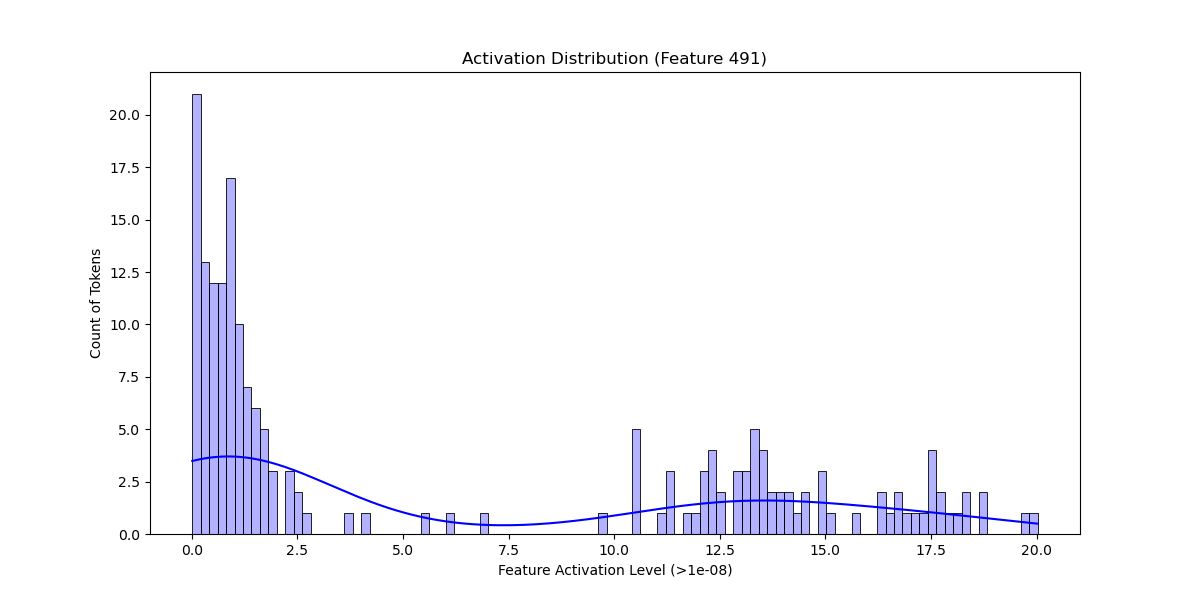 Activation Distribution (Feature 491)
Count of Tokens
20.0
17.5
15.0
12.5
10.0
7.5
5.0
2.5
0.0
0.0 2.5 5.0 7.5 10.0 12.5 15.0 17.5 20.0
Feature Activation Level (>1e-08)